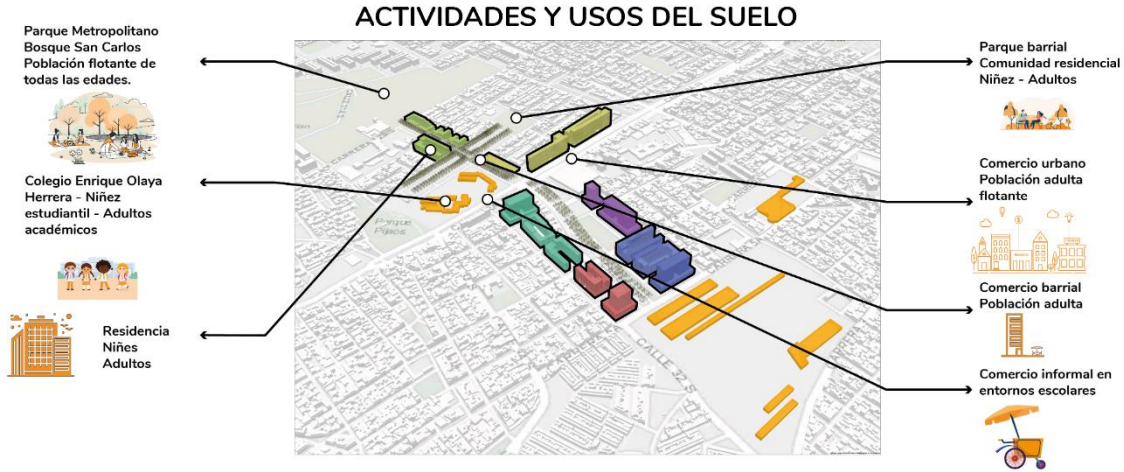 ACTIVIDADES Y USOS DEL SUELO
Parque Metropolitano
Bosque San Carlos
Población flotante de
todas las edades.
Colegio Enrique Olaya
Herrera - Niñez
estudiantil - Adultos
académicos
Residencia
Niñes
Adultos
CARRERA
Parque
Pijaos
CALLE 32 S
Parque barrial
Comunidad residencial
Niñez - Adultos
Comercio urbano
Población adulta
flotante
Comercio barrial
Población adulta
Comercio informal en
entornos escolares